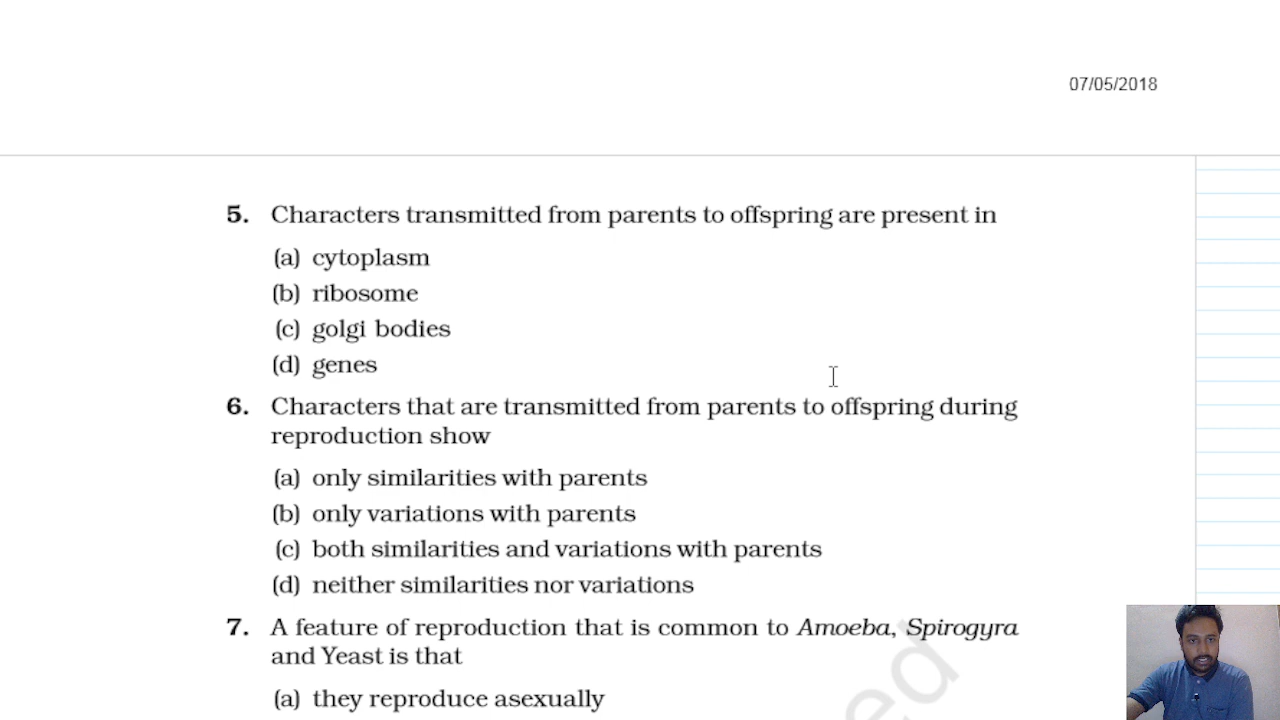 07/05/2018
5. Characters transmitted from parents to offspring are present in
(a) cytoplasm
(b) ribosome
(c) golgi bodies
(d) genes
6. Characters that are transmitted from parents to offspring during
reproduction show
(a) only similarities with parents
(b) only variations with parents
(c) both similarities and variations with parents
(d) neither similarities nor variations
7. A feature of reproduction that is common to Amoeba, Spirogyra
and Yeast is that
(a) they reproduce asexually
ed